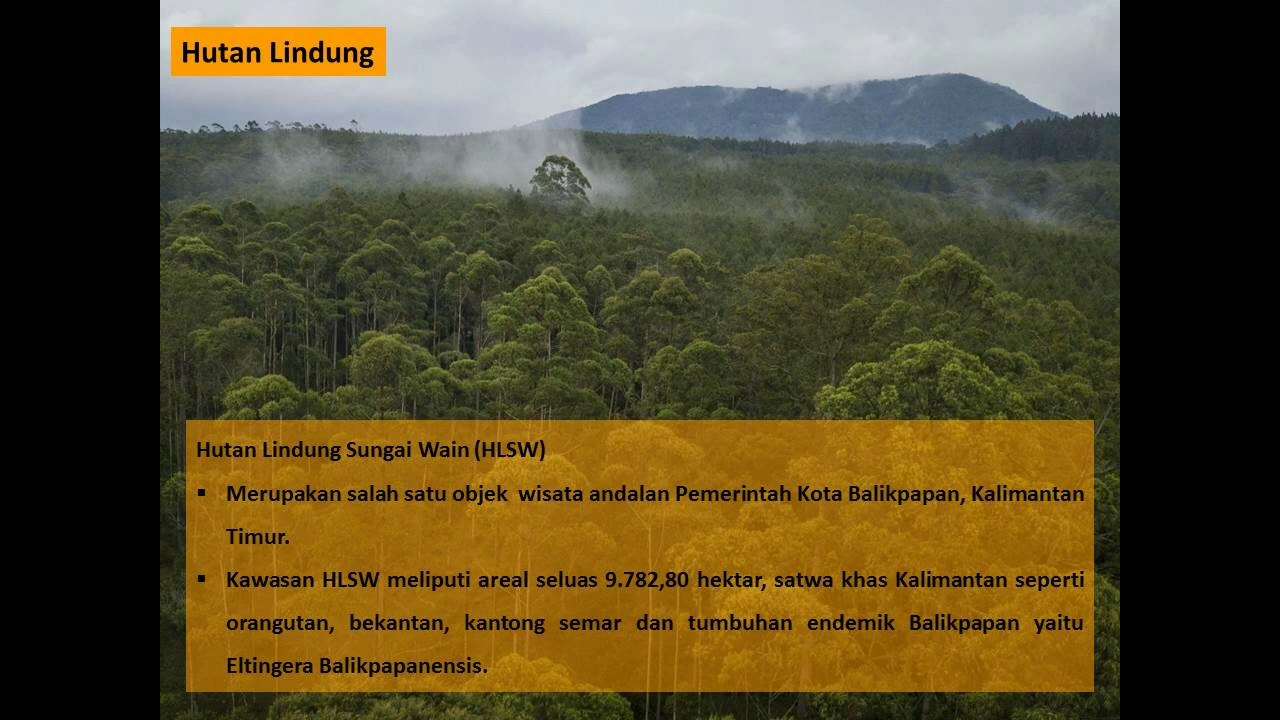 Hutan Lindung
Hutan Lindung Sungai Wain (HLSW)
▪ Merupakan salah satu objek wisata andalan Pemerintah Kota Balikpapan, Kalimantan
Timur.
▪ Kawasan HLSW meliputi areal seluas 9.782,80 hektar, satwa khas Kalimantan seperti
orangutan, bekantan, kantong semar dan tumbuhan endemik Balikpapan yaitu
Eltingera Balikpapanensis.